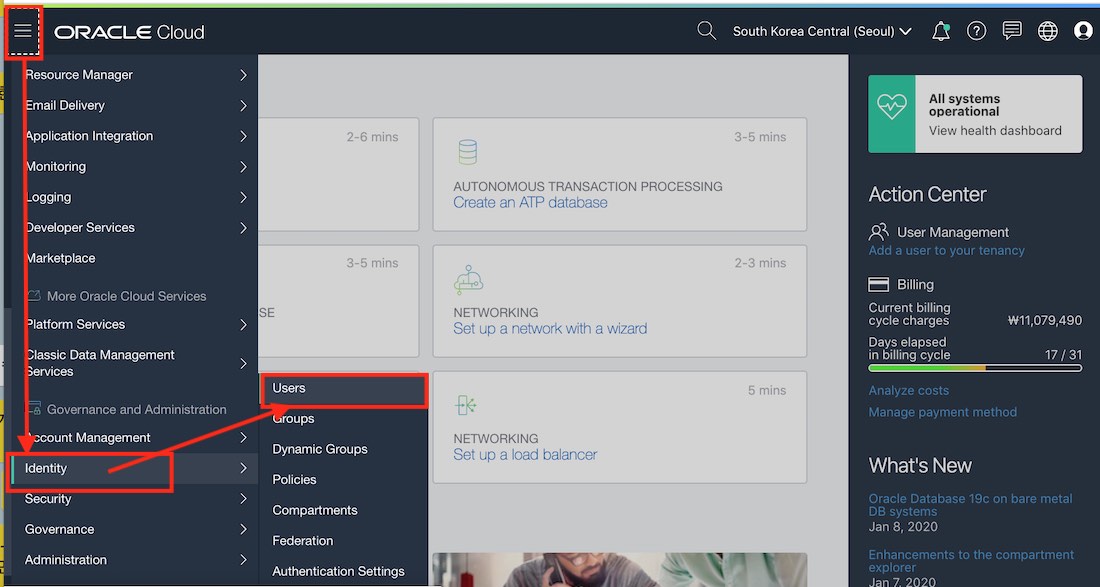 ORACLE Cloud
South Korea Central (Seoul)
Resource Manager
Email Delivery
Application Integration
Monitoring
Logging
Developer Services
Marketplace
More Oracle Cloud Services
Platform Services
Classic Data Management
Services
Governance and Administration
Account Management
Identity
Security
Governance
Administration
Users
Groups
Dynamic Groups
Policies
Compartments
Federation
Authentication Settings
2-6 mins
3-5 mins
AUTONOMOUS TRANSACTION PROCESSING
Create an ATP database
3-5 mins
SE
2-3 mins
NETWORKING
Set up a network with a wizard
5 mins
NETWORKING
Set up a load balancer
All systems
operational
View health dashboard
Action Center
User Management
Add a user to your tenancy
Billing
Current billing
cycle charges
₩11,079,490
Days elapsed
in billing cycle
17 / 31
Analyze costs
Manage payment method
What's New
Oracle Database 19c on bare metal
DB systems
Jan 8, 2020
Enhancements to the compartment
explorer
Jan 7, 2020